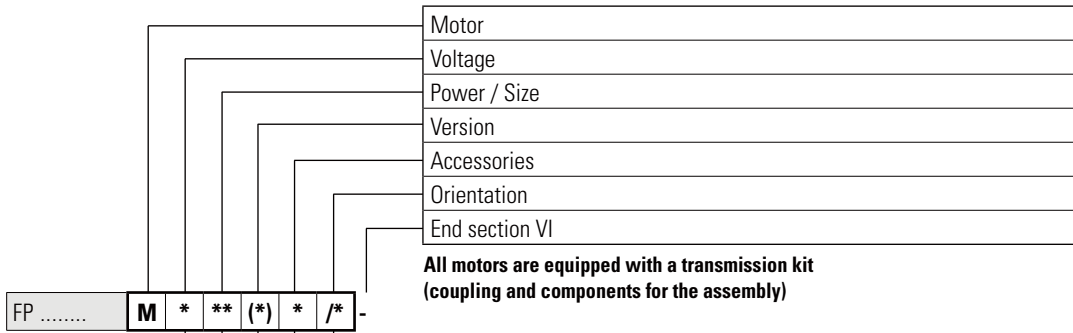 Motor
Voltage
Power / Size
Version
Accessories
Orientation
End section VI
All motors are equipped with a transmission kit
(coupling and components for the assembly)
FP ........ M * ** (*) * /* -